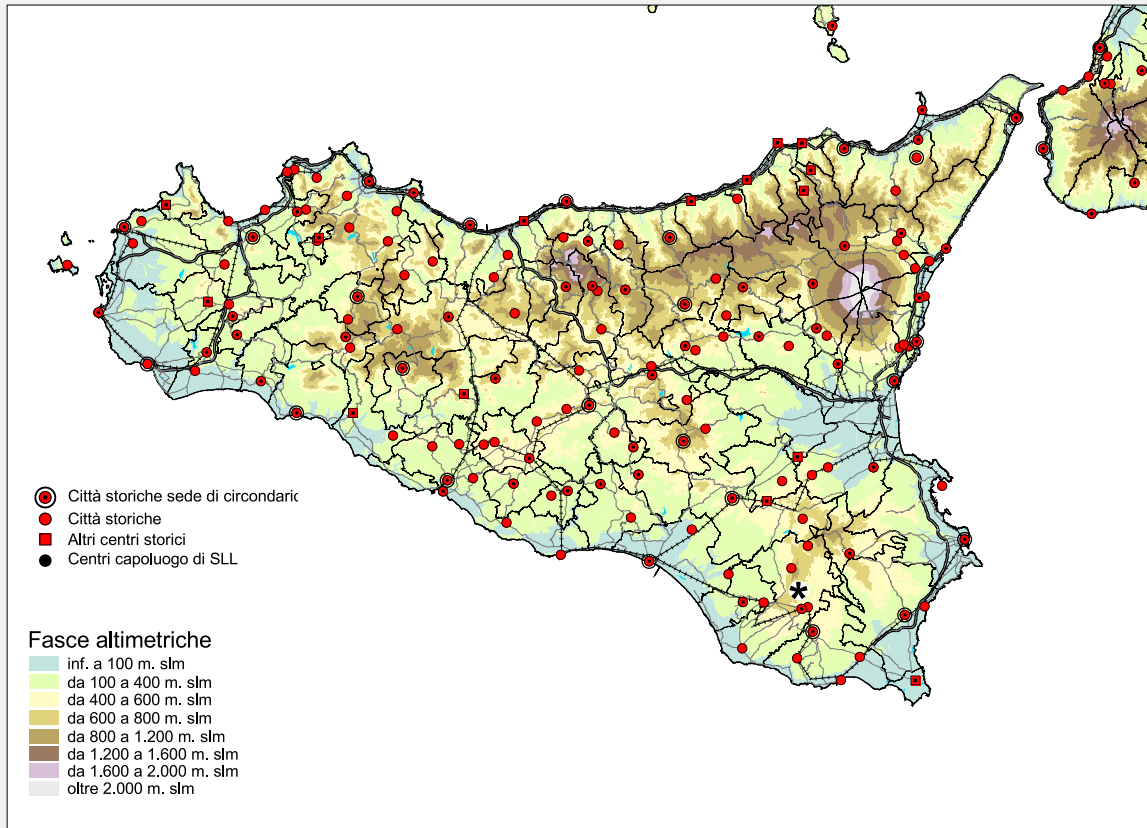 Città storiche sede di circondaric
Città storiche
Altri centri storici
Centri capoluogo di SLL
Fasce altimetriche
inf. a 100 m. slm
da 100 a 400 m. slm
da 400 a 600 m. slm
da 600 a 800 m. slm
da 800 a 1.200 m. slm
da 1.200 a 1.600 m. slm
da 1.600 a 2.000 m. slm
oltre 2.000 m. slm
*